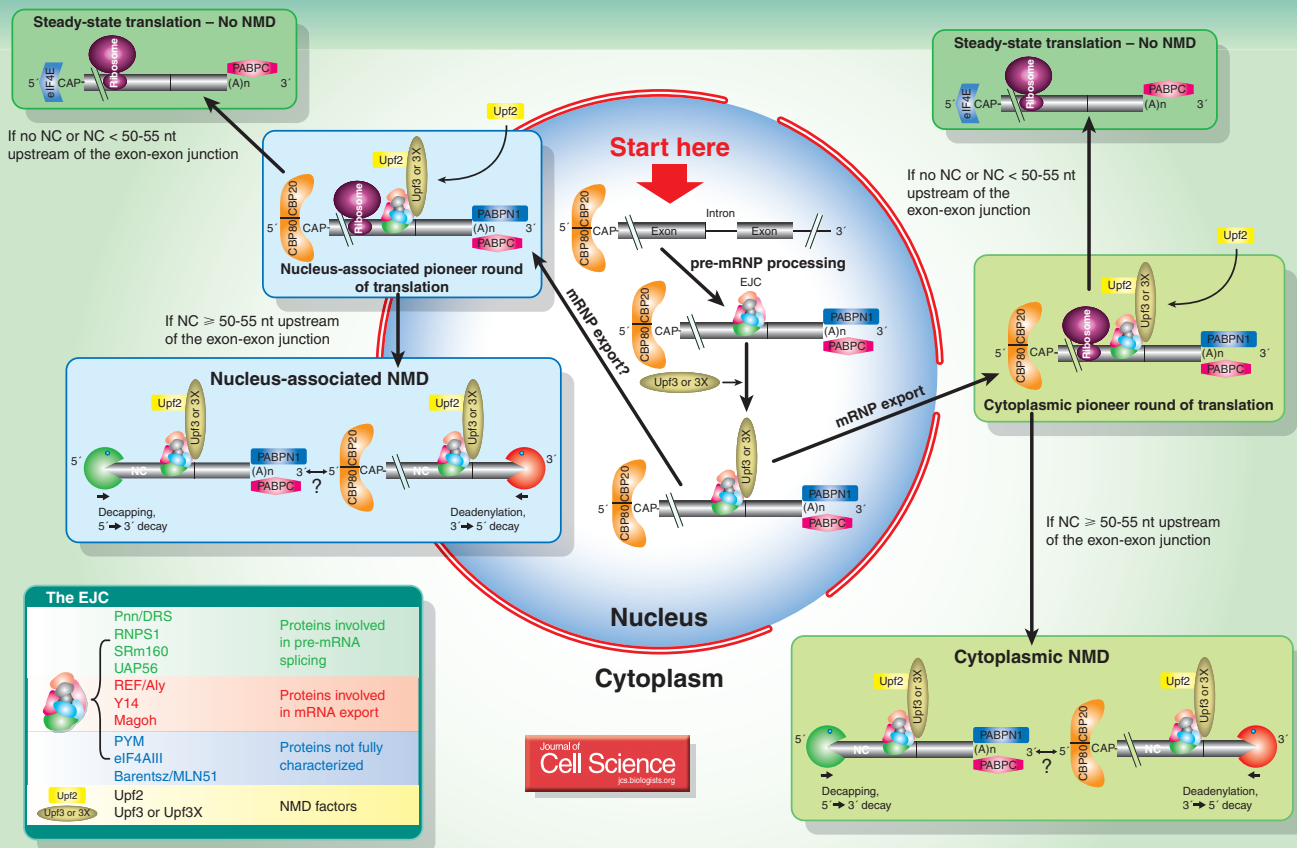 Steady-state translation – No NMD
5´ eIF4E CAP- Ribosome (A)n PABPC 3´
If no NC or NC < 50-55 nt
upstream of the exon-exon junction
Upf2
Upf2 Upf3 or 3X
5´ CBP80 CBP20 CAP- Ribosome PABPN1 (A)n PABPC 3´
Nucleus-associated pioneer round
of translation
If NC ⩾ 50-55 nt upstream
of the exon-exon junction
Nucleus-associated NMD
Upf2 Upf3 or 3X
5´ NC PABPN1 (A)n PABPC 3´
Decapping,
5´➔ 3´ decay
?
Upf2 Upf3 or 3X
5´ CBP80 CBP20 CAP- NC 3´
Deadenylation,
3´➔ 5´ decay
Start here
Intron
5´ CBP80 CBP20 CAP- Exon Exon 3´
pre-mRNP processing
EJC
5´ CBP80 CBP20 CAP- PABPN1 (A)n PABPC 3´
Upf3 or 3X
mRNP export?
mRNP export
Upf3 or 3X
5´ CBP80 CBP20 CAP- PABPN1 (A)n PABPC 3´
Nucleus
Cytoplasm
Steady-state translation – No NMD
5´ eIF4E CAP- Ribosome (A)n PABPC 3´
If no NC or NC < 50-55 nt
upstream of the
exon-exon junction
Upf2
Upf2 Upf3 or 3X
5´ CBP80 CBP20 CAP- Ribosome PABPN1 (A)n PABPC 3´
Cytoplasmic pioneer round of translation
If NC ⩾ 50-55 nt upstream
of the exon-exon junction
Cytoplasmic NMD
Upf2 Upf3 or 3X
5´ NC PABPN1 (A)n PABPC 3´
Decapping,
5´➔ 3´ decay
?
Upf2 Upf3 or 3X
5´ CBP80 CBP20 CAP- NC 3´
Deadenylation,
3´➔ 5´ decay
The EJC
Pnn/DRS
RNPS1
SRm160
UAP56
Proteins involved
in pre-mRNA
splicing
REF/Aly
Y14
Magoh
Proteins involved
in mRNA export
PYM
eIF4AIII
Barentsz/MLN51
Proteins not fully
characterized
Upf2 Upf2
Upf3 or 3X Upf3 or Upf3X
NMD factors
Journal of
Cell Science
jcs.biologists.org